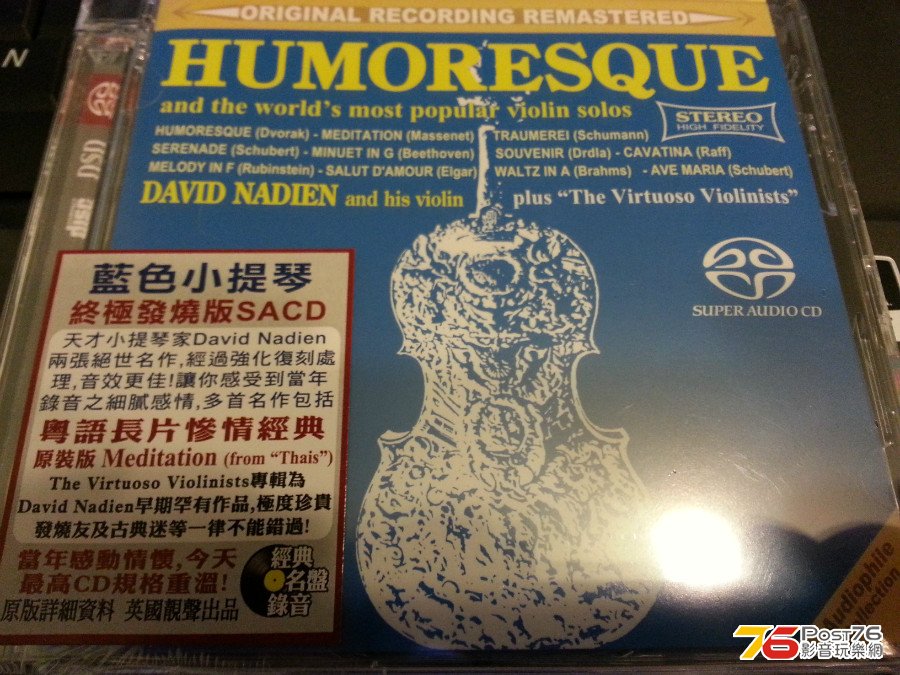 N
ORIGINAL RECORDING REMASTERED
HUMORESQUE
and the world's most popular violin solos
STEREO
HIGH FIDELITY
HUMORESQUE (Dvorak) - MEDITATION (Massenet) TRAUMEREI (Schumann)
SERENADE (Schubert) - MINUET IN G (Beethoven) SOUVENIR (Drdla) - CAVATINA (Raff)
MELODY IN F (Rubinstein) - SALUT D'AMOUR (Elgar) WALTZ IN A (Brahms) - AVE MARIA (Schubert)
DAVID NADIEN and his violin plus "The Virtuoso Violinists"
DSD
disc
SUPER AUDIO CD
藍色小提琴
終極發燒版SACD
天才小提琴家David Nadien
兩張絕世名作,經過強化復刻處
理,音效更佳!讓你感受到當年
錄音之細膩感情,多首名作包括
粵語長片慘情經典
原裝版 Meditation (from "Thais")
The Virtuoso Violinists專輯為
David Nadien早期罕有作品,極度珍貴
發燒友及古典迷等一律不能錯過!
當年感動情懷,今天
最高CD規格重溫!
經典
名盤
錄音
原版詳細資料 英國靚聲出品
Audiophile
Collection
76 Post76
影音玩樂網